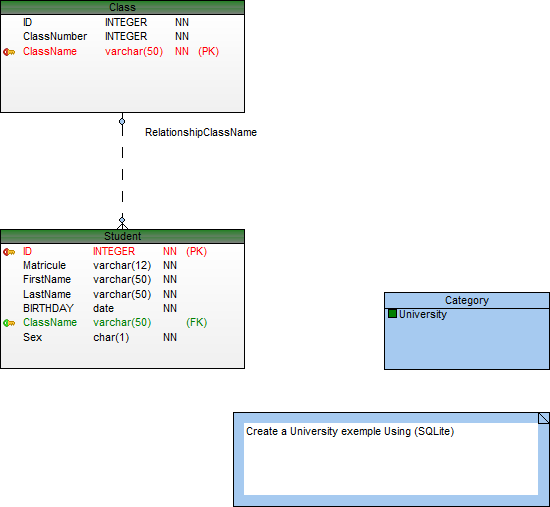 Class
ID INTEGER NN
ClassNumber INTEGER NN
ClassName varchar(50) NN (PK)
RelationshipClassName
Student
ID INTEGER NN (PK)
Matricule varchar(12) NN
FirstName varchar(50) NN
LastName varchar(50) NN
BIRTHDAY date NN
ClassName varchar(50) (FK)
Sex char(1) NN
Category
University
Create a University exemple Using (SQLite)